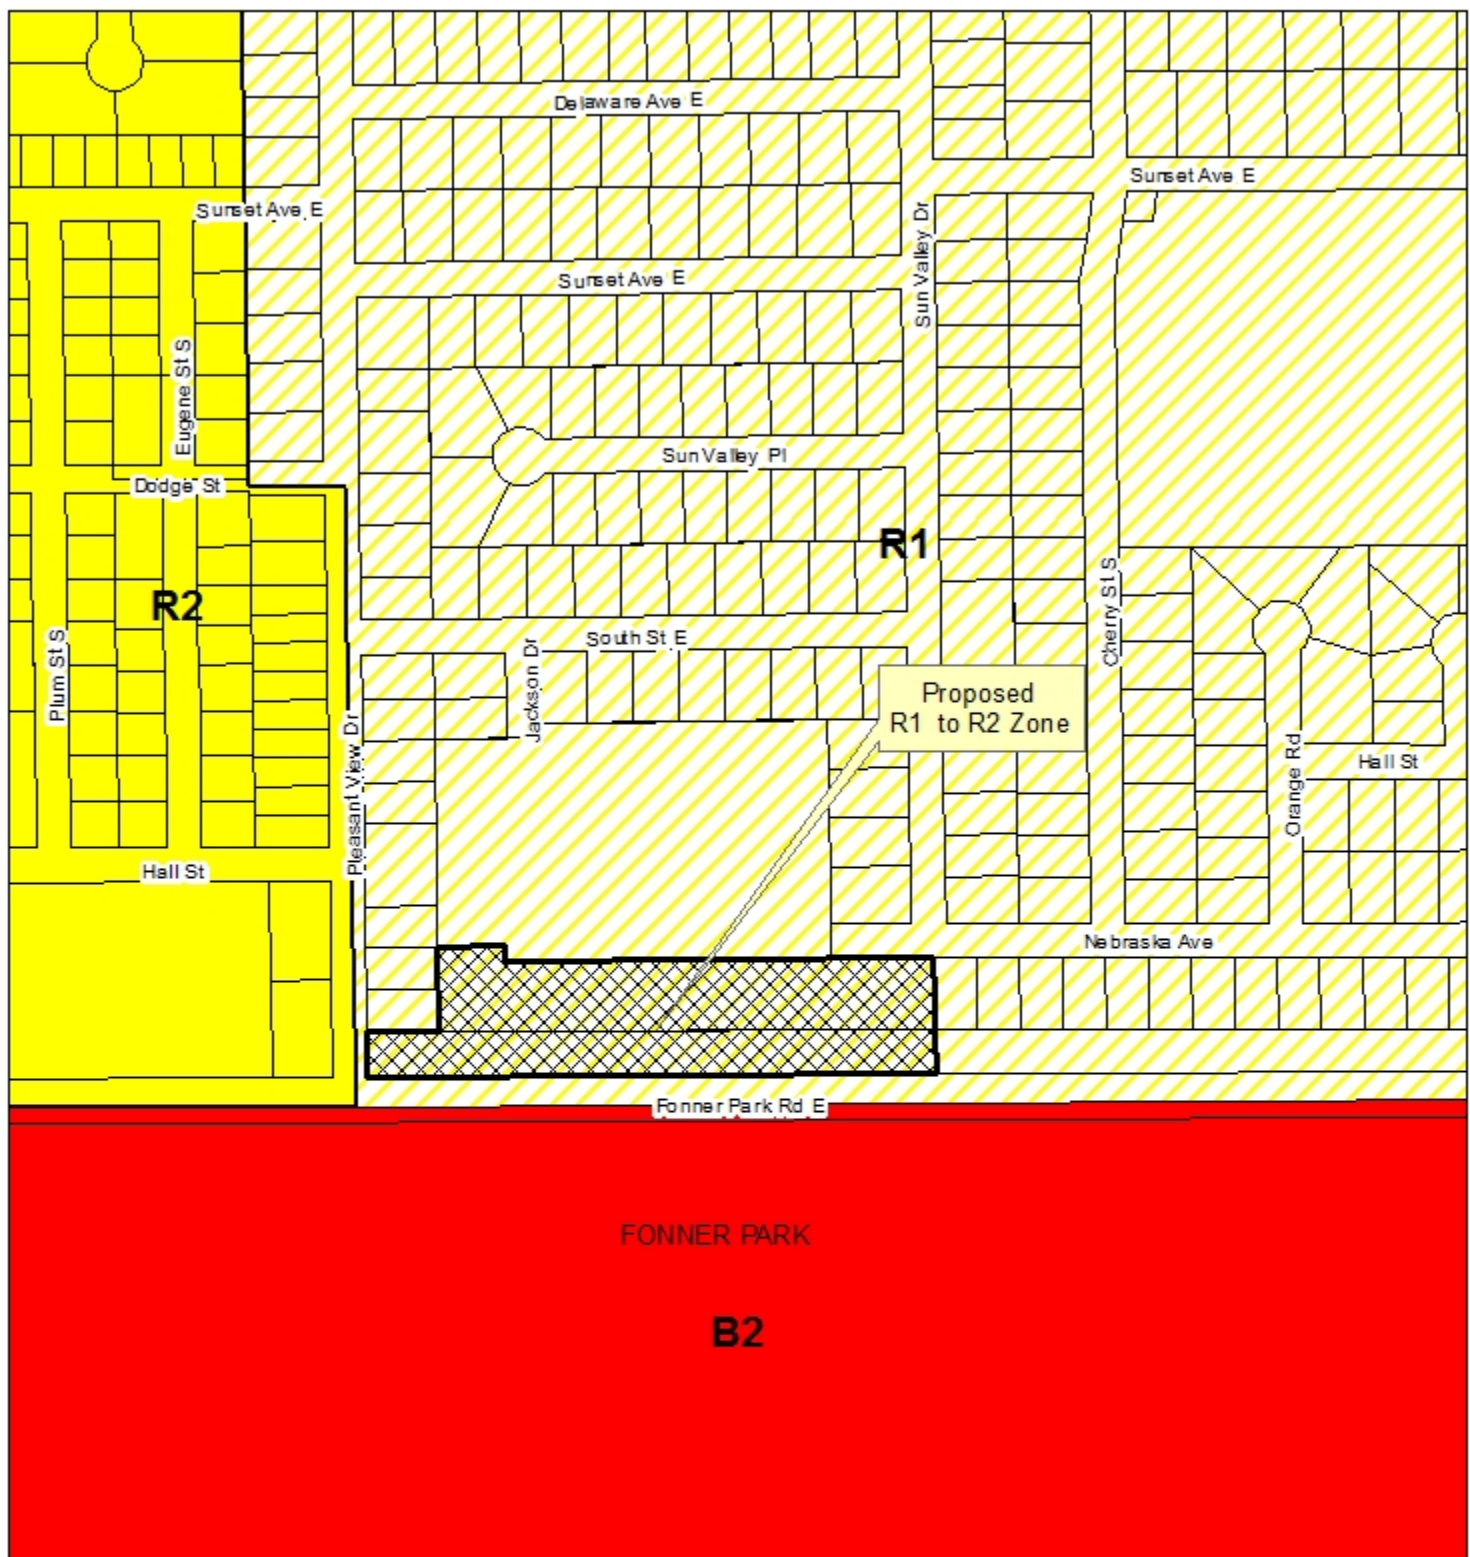 Delaware Ave E
Sunset Ave E
Sunset Ave E
Sun Valley Dr
Sunset Ave E
Eugene St S
Sun Valley Pl
Dodge St
R1
R2
Cherry St S
South St E
Plum St S
Jackson Dr
Proposed
R1 to R2 Zone
Pleasant View Dr
Orange Rd
Hall St
Hall St
Nebraska Ave
Fonner Park Rd E
FONNER PARK
B2